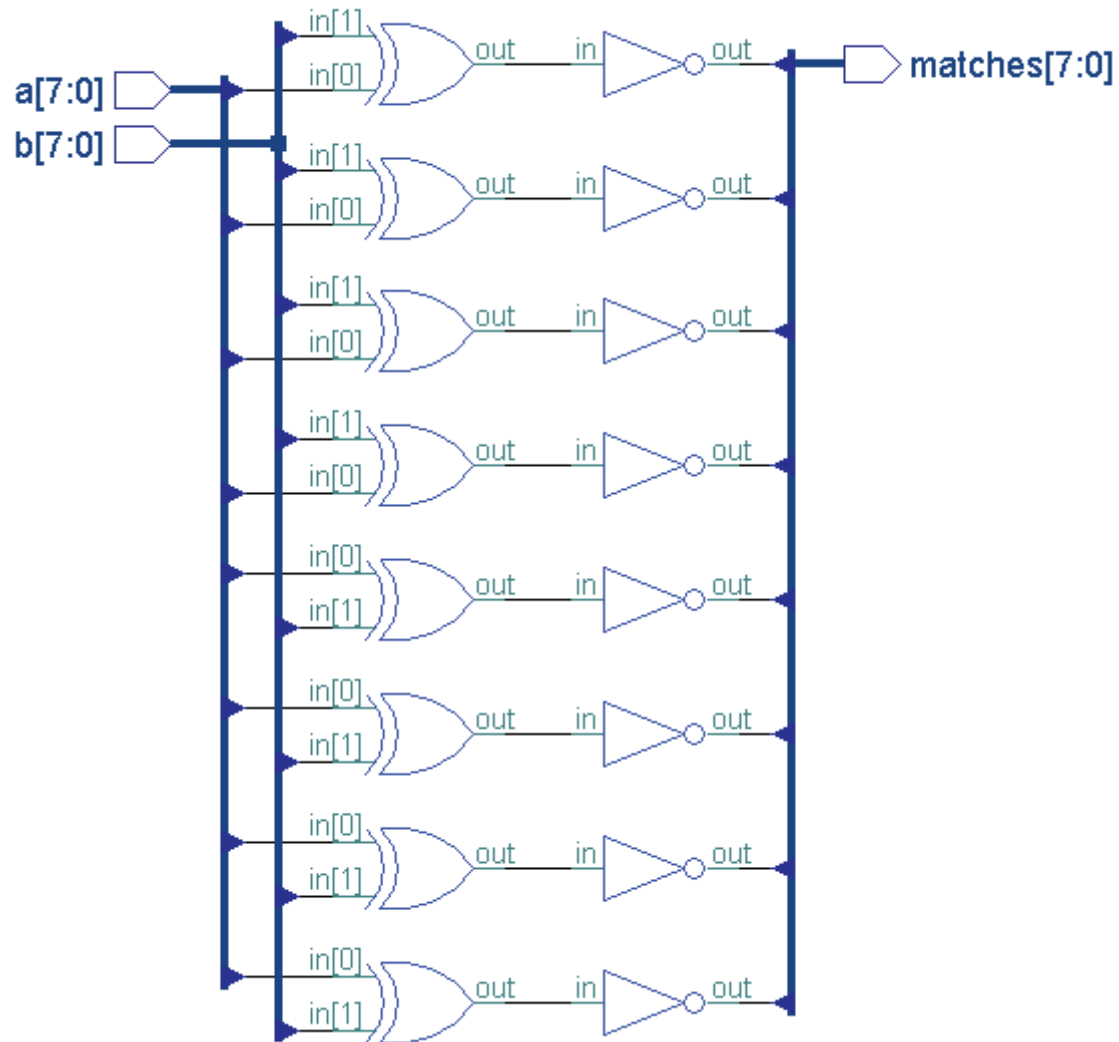 in[1] out in out matches[7:0]
a[7:0] in[0]
b[7:0]
in[1] out in out
in[0]
in[1] out in out
in[0]
in[1] out in out
in[0]
in[0] out in out
in[1]
in[0] out in out
in[1]
in[0] out in out
in[1]
in[0] out in out
in[1]